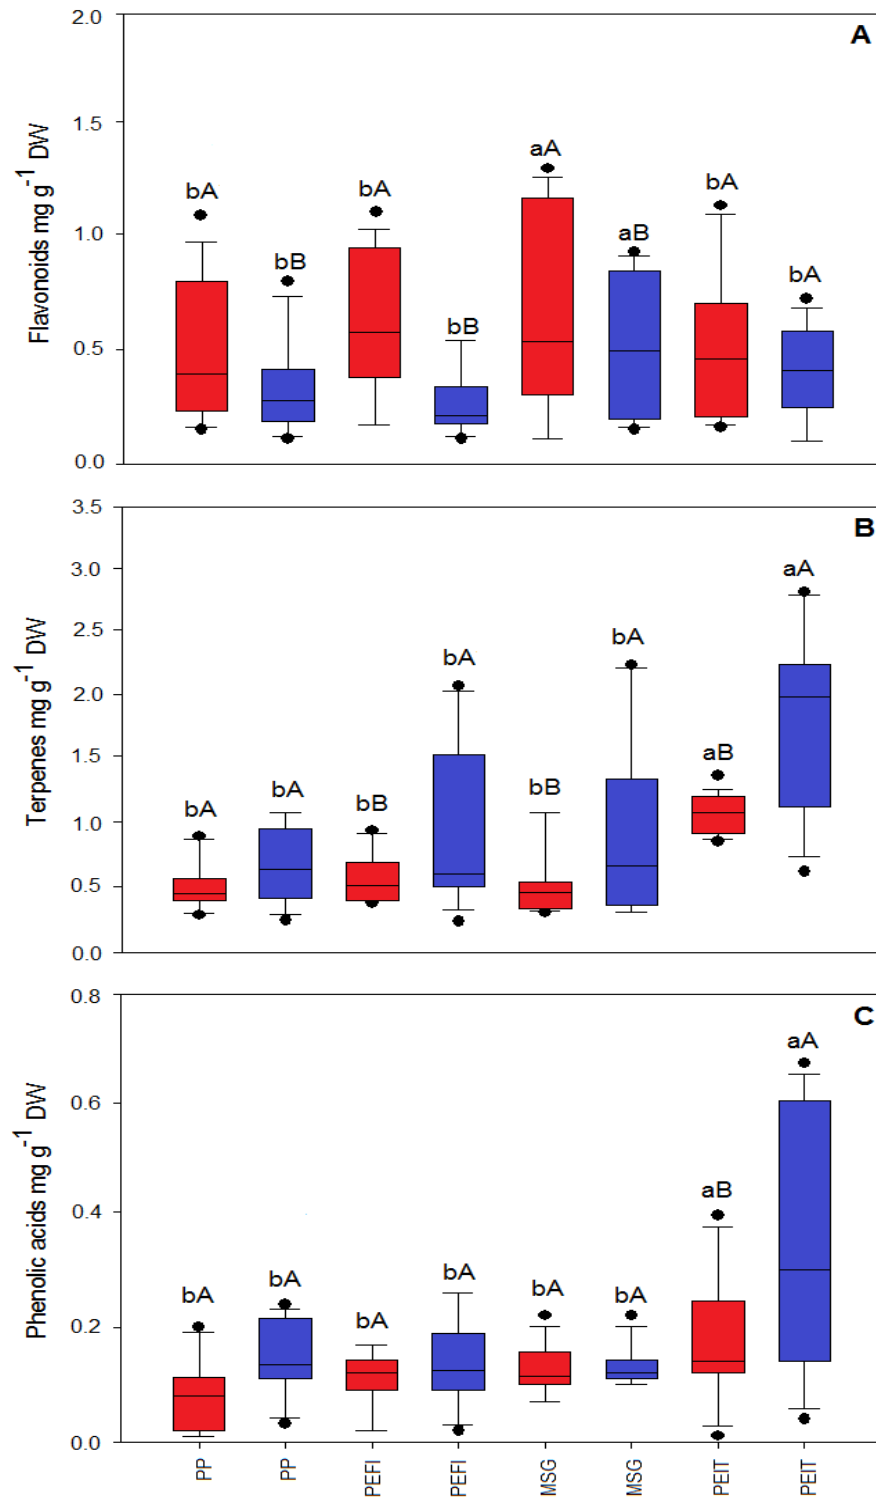 2.0
A
aA
1.5
bA
bA
bA
aB
bB
bA
1.0
bB
0.5
0.0
Flavonoids mg g-1 DW
3.5
B
3.0
aA
2.5
bA
bA
2.0
aB
1.5
bA
bA
bB
bB
1.0
0.5
0.0
Terpenes mg g-1 DW
0.8
C
aA
0.6
aB
0.4
bA
bA
bA
bA
bA
bA
0.2
0.0
Phenolic acids mg g-1 DW
PP
PP
PEFI
PEFI
MSG
MSG
PEIT
PEIT